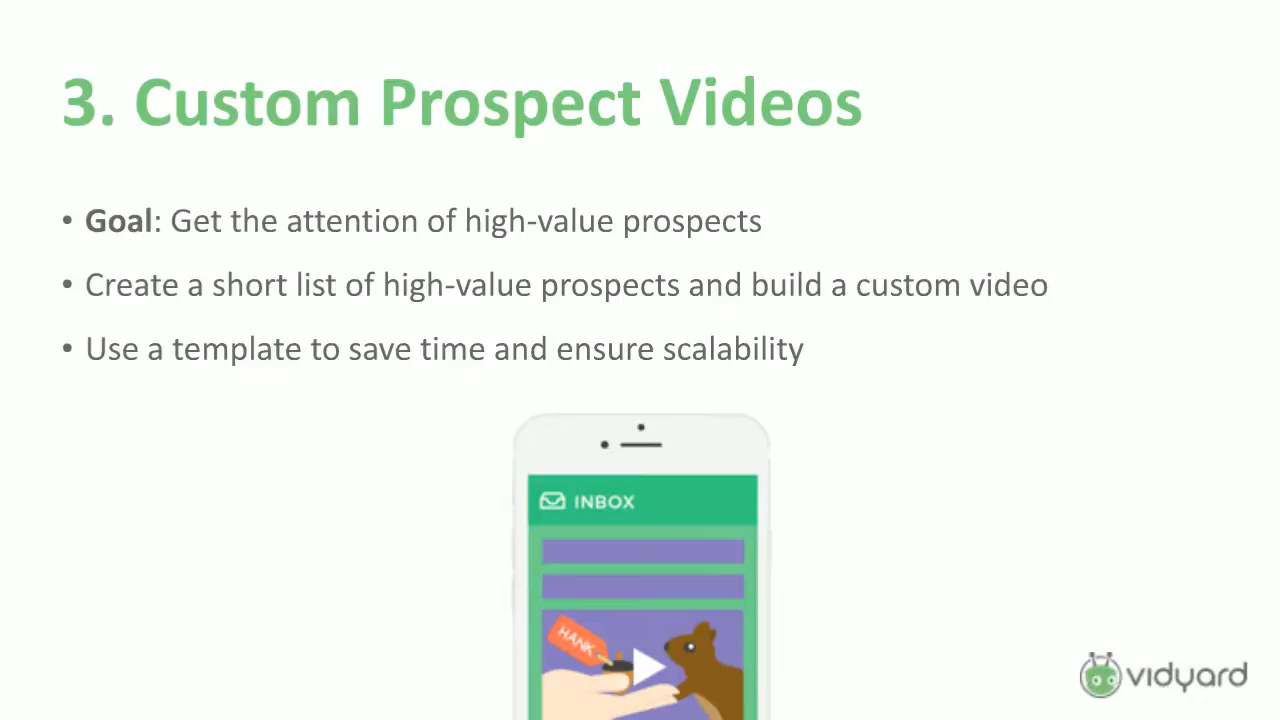 3. Custom Prospect Videos
• Goal: Get the attention of high-value prospects
• Create a short list of high-value prospects and build a custom video
• Use a template to save time and ensure scalability
INBOX
HANK
vidyard